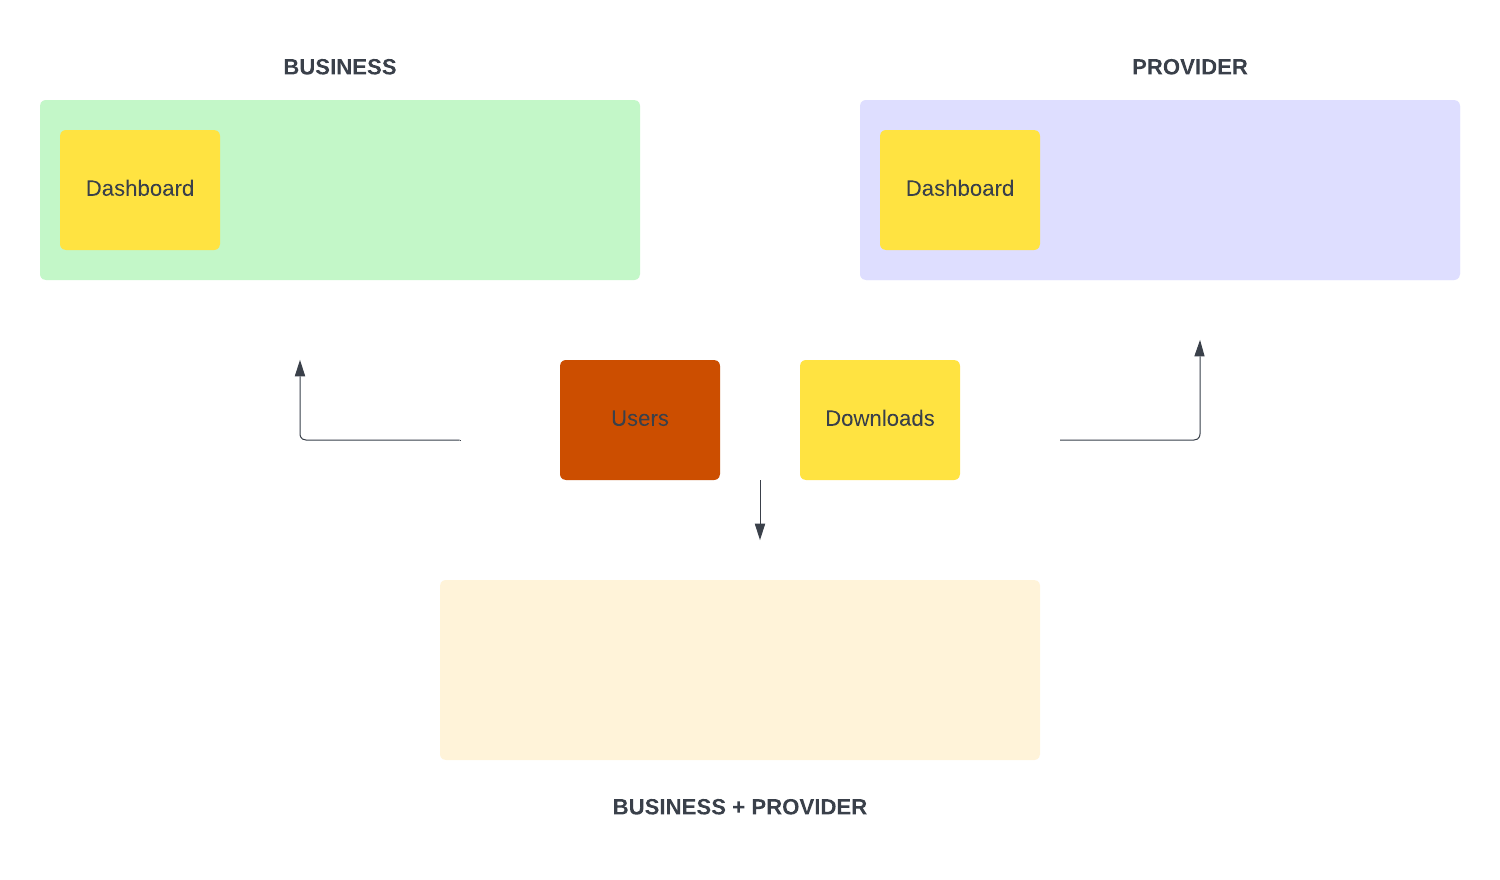 BUSINESS
PROVIDER
Dashboard
Dashboard
Users
Downloads
BUSINESS + PROVIDER